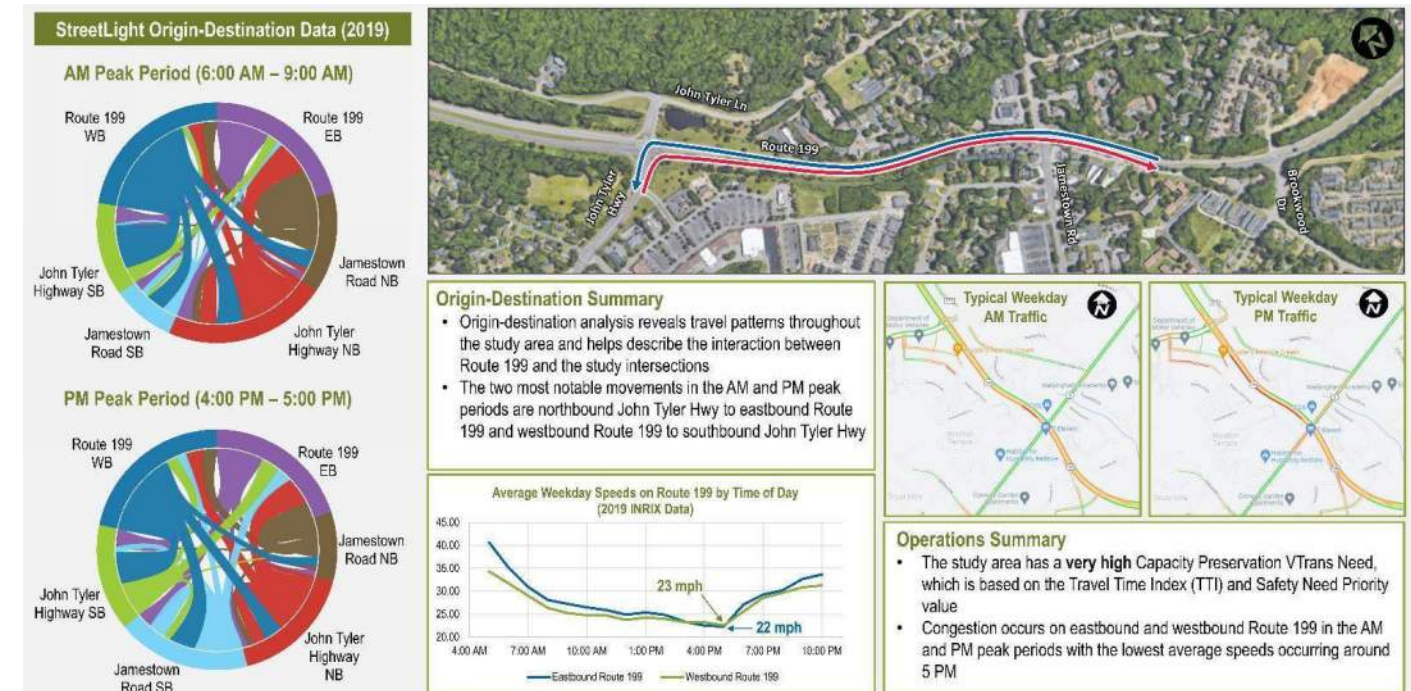 StreetLight Origin-Destination Data (2019)
AM Peak Period (6:00 AM – 9:00 AM)
Route 199
WB
Route 199
EB
Jamestown
Road NB
John Tyler
Highway NB
Jamestown
Road SB
John Tyler
Highway SB
PM Peak Period (4:00 PM – 5:00 PM)
Route 199
WB
Route 199
EB
Jamestown
Road NB
John Tyler
Highway
NB
Jamestown
Road SB
John Tyler
Highway SB
John Tyler Ln
Route 199
John Tyler
Hwy
Jamestown Rd
Brookwood
Dr
N
Origin-Destination Summary
• Origin-destination analysis reveals travel patterns throughout
the study area and helps describe the interaction between
Route 199 and the study intersections
• The two most notable movements in the AM and PM peak
periods are northbound John Tyler Hwy to eastbound Route
199 and westbound Route 199 to southbound John Tyler Hwy
Average Weekday Speeds on Route 199 by Time of Day
(2019 INRIX Data)
45.00
40.00
35.00
30.00
25.00
20.00
23 mph
22 mph
4:00 AM 7:00 AM 10:00 AM 1:00 PM 4:00 PM 7:00 PM 10:00 PM
Eastbound Route 199 Westbound Route 199
Typical Weekday
AM Traffic
N
Department of
Motor Vehicles
Typical Weekday
PM Traffic
N
Department of
Motor Vehicles
Operations Summary
• The study area has a very high Capacity Preservation VTrans Need,
which is based on the Travel Time Index (TTI) and Safety Need Priority
value
• Congestion occurs on eastbound and westbound Route 199 in the AM
and PM peak periods with the lowest average speeds occurring around
5 PM